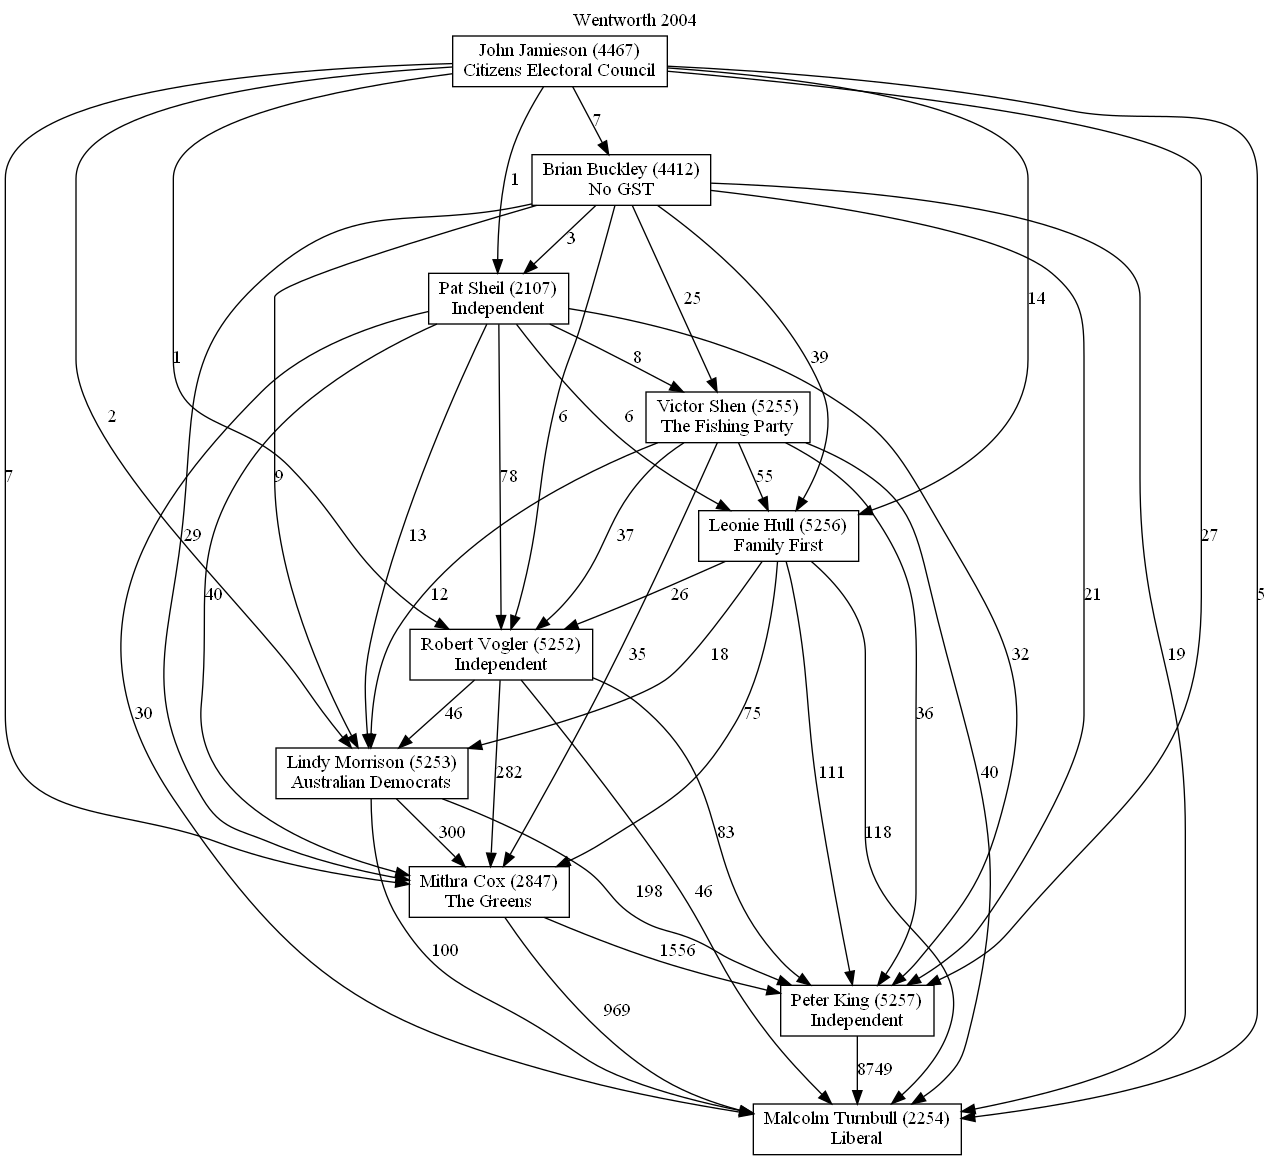 Wentworth 2004
John Jamieson (4467)
Citizens Electoral Council
7
Brian Buckley (4412)
No GST
1
3
Pat Sheil (2107)
Independent
25
14
1
8
39
2
6
6
Victor Shen (5255)
The Fishing Party
7
9
78
55
29
13
37
27
Leonie Hull (5256)
Family First
40
12
26
21
5
Robert Vogler (5252)
Independent
35
18
32
19
30
46
75
36
Lindy Morrison (5253)
Australian Democrats
282
111
40
300
83
118
Mithra Cox (2847)
The Greens
198
46
100
1556
969
Peter King (5257)
Independent
8749
Malcolm Turnbull (2254)
Liberal